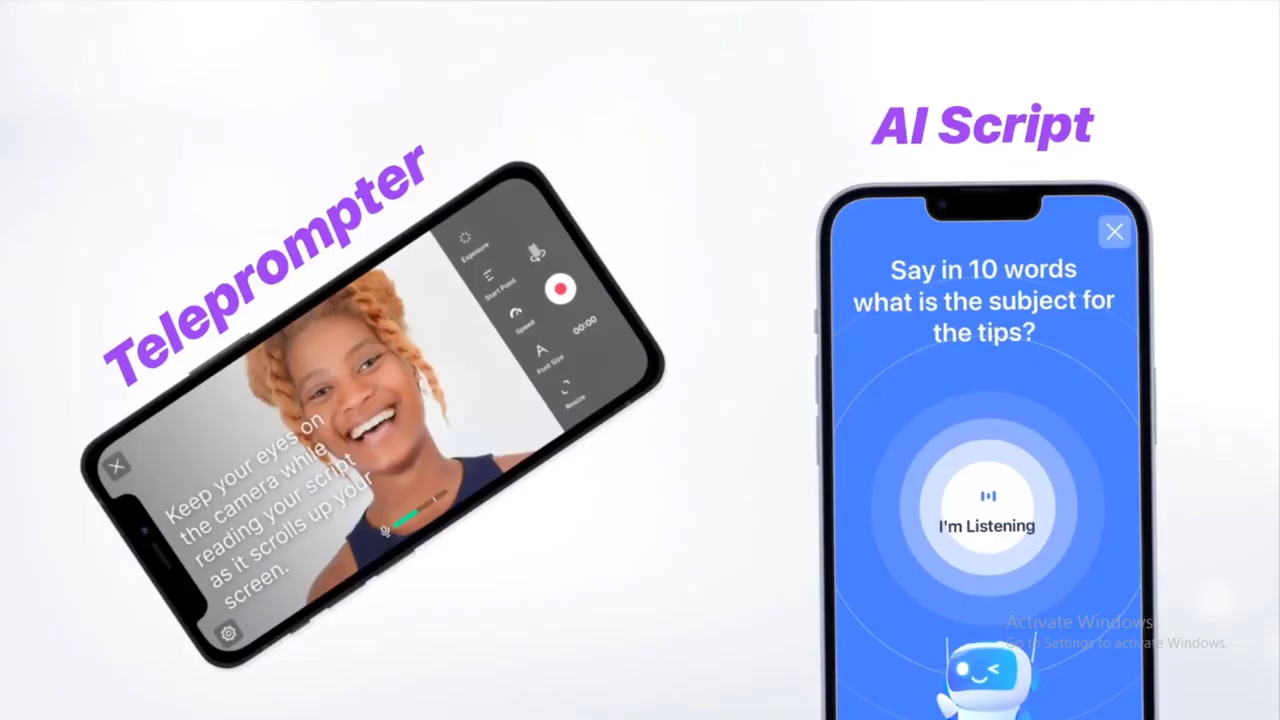 Teleprompter
Exposure
Start Point
Speed
00:00
Font Size
Resize
Keep your eyes on
the camera while
reading your script
as it scrolls up your
screen.
AI Script
Say in 10 words
what is the subject for
the tips?
I'm Listening
Activate Windows
Go to Settings to activate Windows.